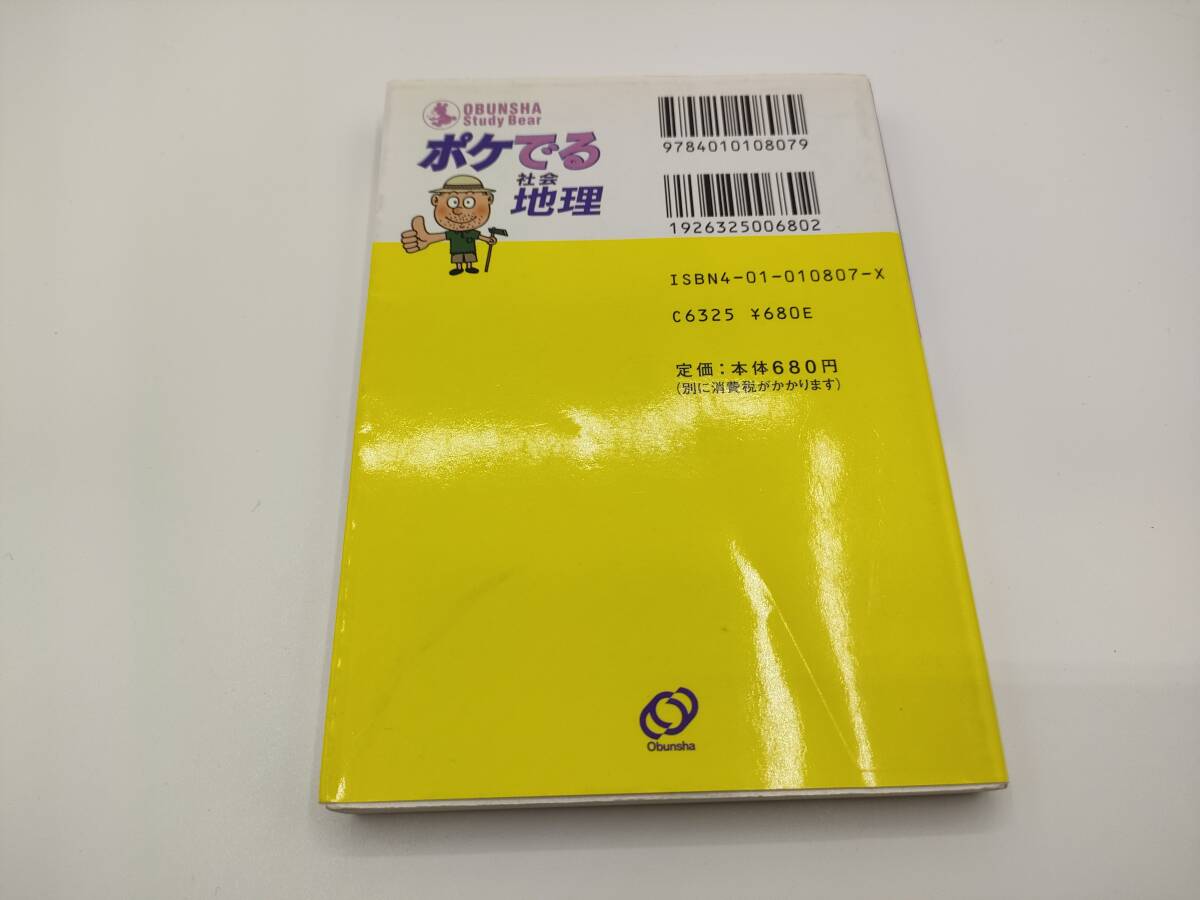 OBUNSHA
Study Bear
ポケでる
社会
地理
9784010108079
1926325006802
ISBN4-01-010807-X
C6325 ¥680E
定価：本体680円
(別に消費税がかかります)
Obunsha